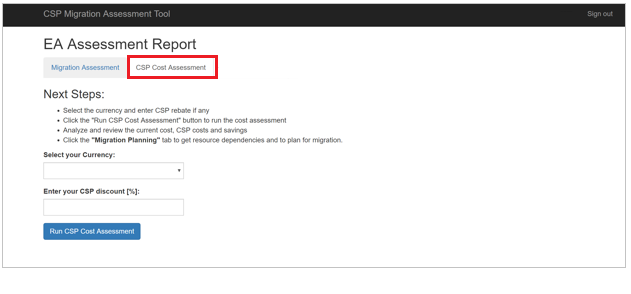 CSP Migration Assessment Tool
Sign out
EA Assessment Report
Migration Assessment
CSP Cost Assessment
Next Steps:
• Select the currency and enter CSP rebate if any
• Click the "Run CSP Cost Assessment" button to run the cost assessment
• Analyze and review the current cost, CSP costs and savings
• Click the "Migration Planning" tab to get resource dependencies and to plan for migration.
Select your Currency:
Enter your CSP discount [%]:
Run CSP Cost Assessment